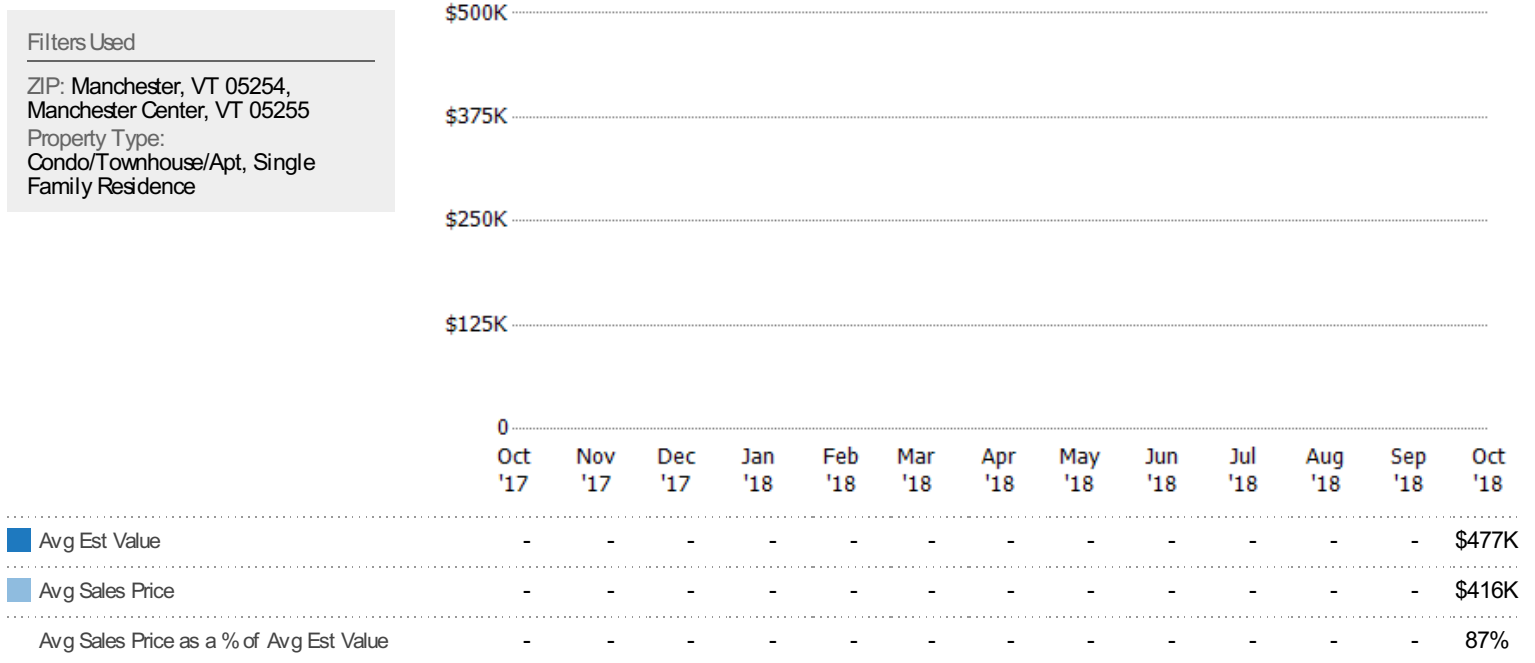 Filters Used
ZIP: Manchester, VT 05254,
Manchester Center, VT 05255
Property Type:
Condo/Townhouse/Apt, Single
Family Residence
$500K
$375K
$250K
$125K
0
Oct Nov Dec Jan Feb Mar Apr May Jun Jul Aug Sep Oct
'17 '17 '17 '18 '18 '18 '18 '18 '18 '18 '18 '18 '18
Avg Est Value - - - - - - - - - - - - $477K
Avg Sales Price - - - - - - - - - - - - $416K
Avg Sales Price as a % of Avg Est Value - - - - - - - - - - - - 87%